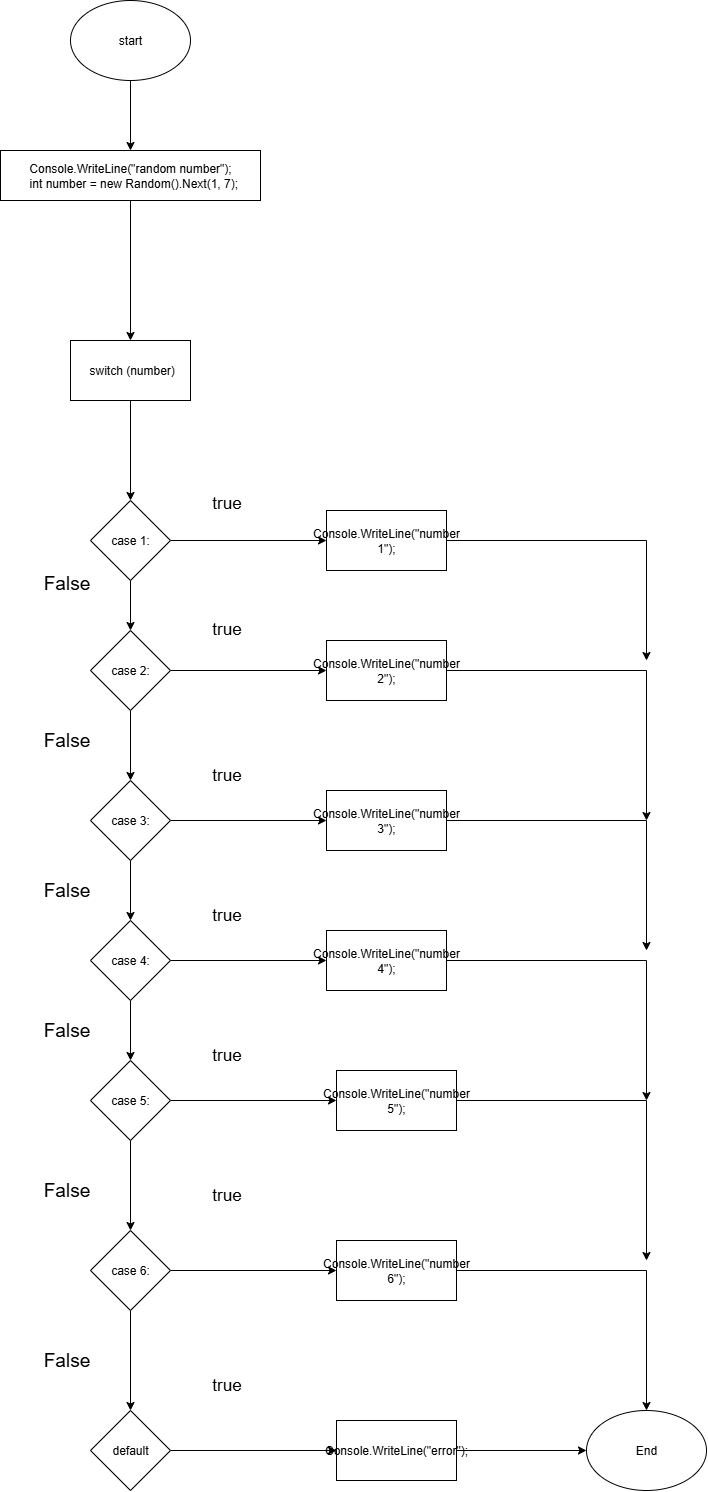 start
Console.WriteLine("random number");
int number = new Random().Next(1, 7);
switch (number)
true
case 1:
Console.WriteLine("number
1");
False
true
case 2:
Console.WriteLine("number
2");
False
true
case 3:
Console.WriteLine("number
3");
False
true
case 4:
Console.WriteLine("number
4");
False
true
case 5:
Console.WriteLine("number
5");
False
true
case 6:
Console.WriteLine("number
6");
False
true
default
Console.WriteLine("error");
End